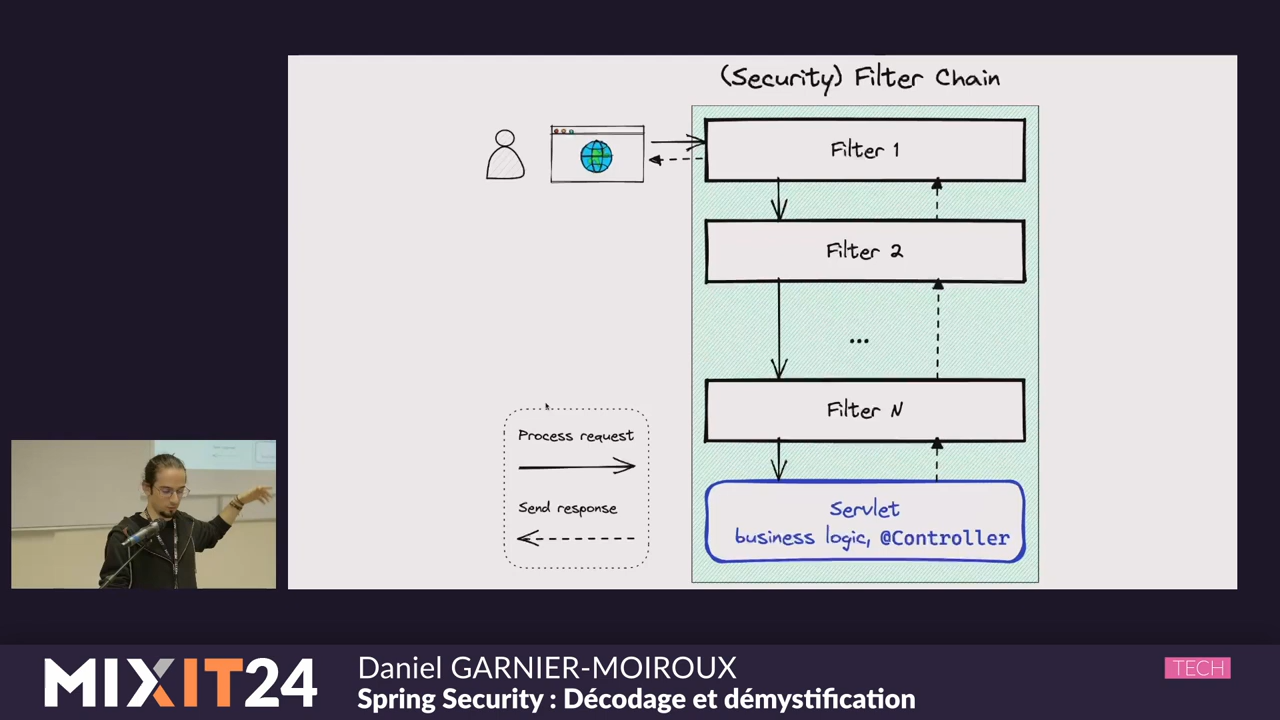 (Security) Filter Chain
Filter 1
Filter 2
...
Filter N
Process request
Send response
Servlet
business logic, @Controller
MIXIT24
Daniel GARNIER-MOIROUX
Spring Security : Décodage et démystification
TECH